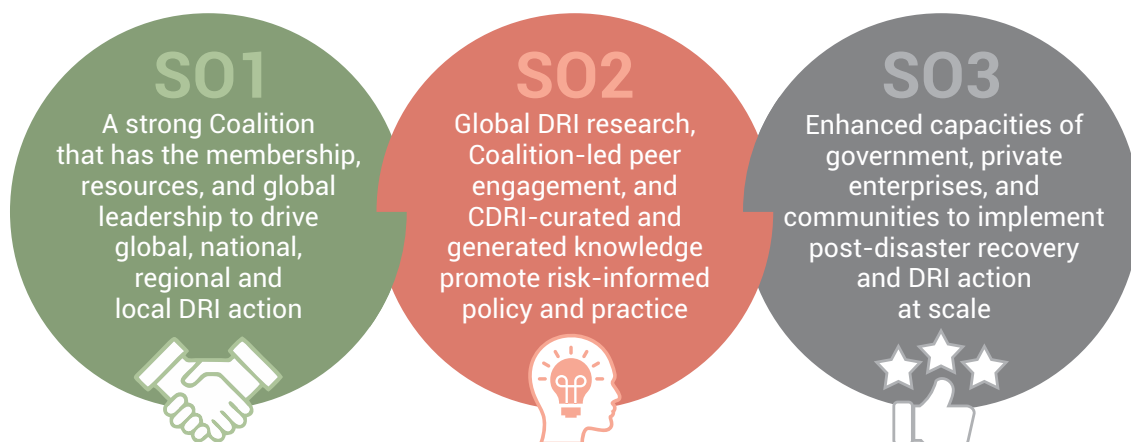 SO1
A strong Coalition
that has the membership,
resources, and global
leadership to drive
global, national,
regional and
local DRI action
SO2
Global DRI research,
Coalition-led peer
engagement, and
CDRI-curated and
generated knowledge
promote risk-informed
policy and practice
SO3
Enhanced capacities of
government, private
enterprises, and
communities to implement
post-disaster recovery
and DRI action
at scale